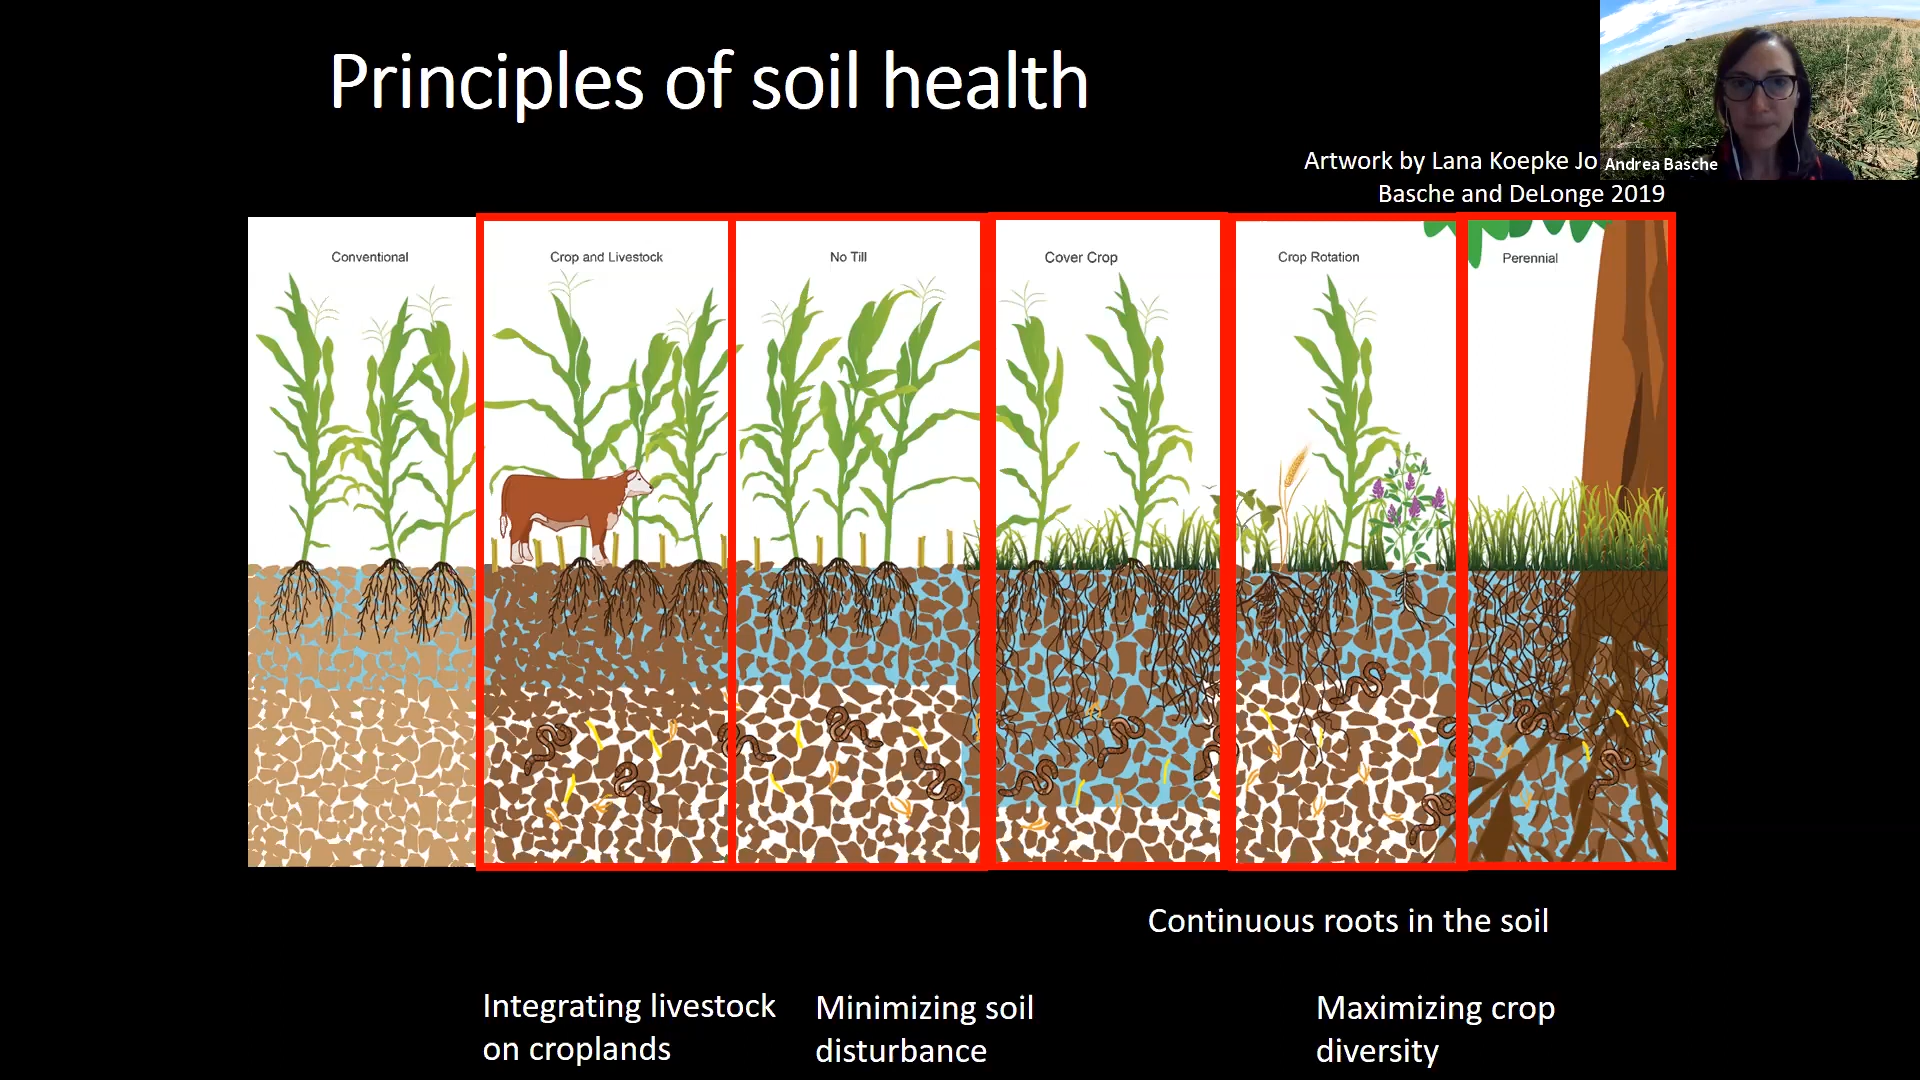 Principles of soil health
Artwork by Lana Koepke Jo
Andrea Basche
Basche and DeLonge 2019
Conventional
Crop and Livestock
No Till
Cover Crop
Crop Rotation
Perennial
Continuous roots in the soil
Integrating livestock
on croplands
Minimizing soil
disturbance
Maximizing crop
diversity